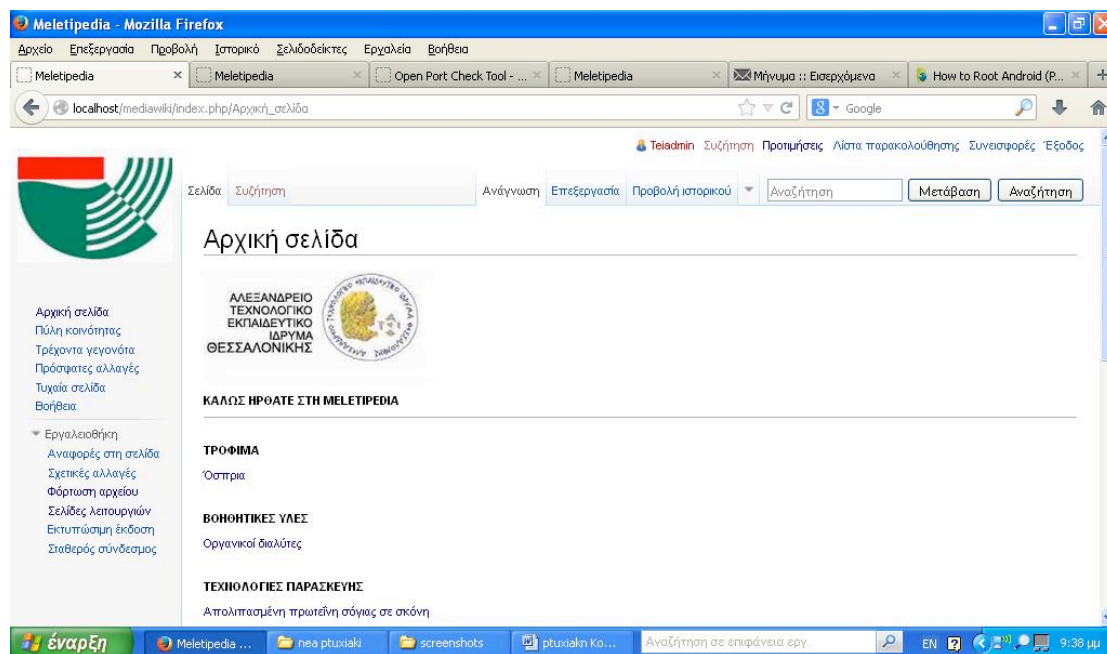 Meletipedia - Mozilla Firefox
Αρχείο Επεξεργασία Προβολή Ιστορικό Σελιδοδείκτες Εργαλεία Βοήθεια
Meletipedia × Meletipedia × Open Port Check Tool - ... × Meletipedia × Μήνυμα :: Εισερχόμενα × How to Root Android (P... × +
localhost/mediawiki/index.php/Αρχική_σελίδα Google
Teiadmin Συζήτηση Προτιμήσεις Λίστα παρακολούθησης Συνεισφορές Έξοδος
Σελίδα Συζήτηση Ανάγνωση Επεξεργασία Προβολή ιστορικού Αναζήτηση Μετάβαση Αναζήτηση
Αρχική σελίδα
ΑΛΕΞΑΝΔΡΕΙΟ
ΤΕΧΝΟΛΟΓΙΚΟ
ΕΚΠΑΙΔΕΥΤΙΚΟ
ΙΔΡΥΜΑ
ΘΕΣΣΑΛΟΝΙΚΗΣ
ΚΑΛΩΣ ΗΡΘΑΤΕ ΣΤΗ MELETIPEDIA
ΤΡΟΦΙΜΑ
Όσπρια
ΒΟΗΘΗΤΙΚΕΣ ΥΛΕΣ
Οργανικοί διαλύτες
ΤΕΧΝΟΛΟΓΙΕΣ ΠΑΡΑΣΚΕΥΗΣ
Απολιπασμένη πρωτεΐνη σόγιας σε σκόνη
Αρχική σελίδα
Πύλη κοινότητας
Τρέχοντα γεγονότα
Πρόσφατες αλλαγές
Τυχαία σελίδα
Βοήθεια
Εργαλειοθήκη
Αναφορές στη σελίδα
Σχετικές αλλαγές
Φόρτωση αρχείου
Σελίδες λειτουργιών
Εκτυπώσιμη έκδοση
Σταθερός σύνδεσμος
έναρξη Meletipedia ... nea ptuxiaki screenshots ptuxiakn Ko... Αναζήτηση σε επιφάνεια εργ. EN 9:38 μμ